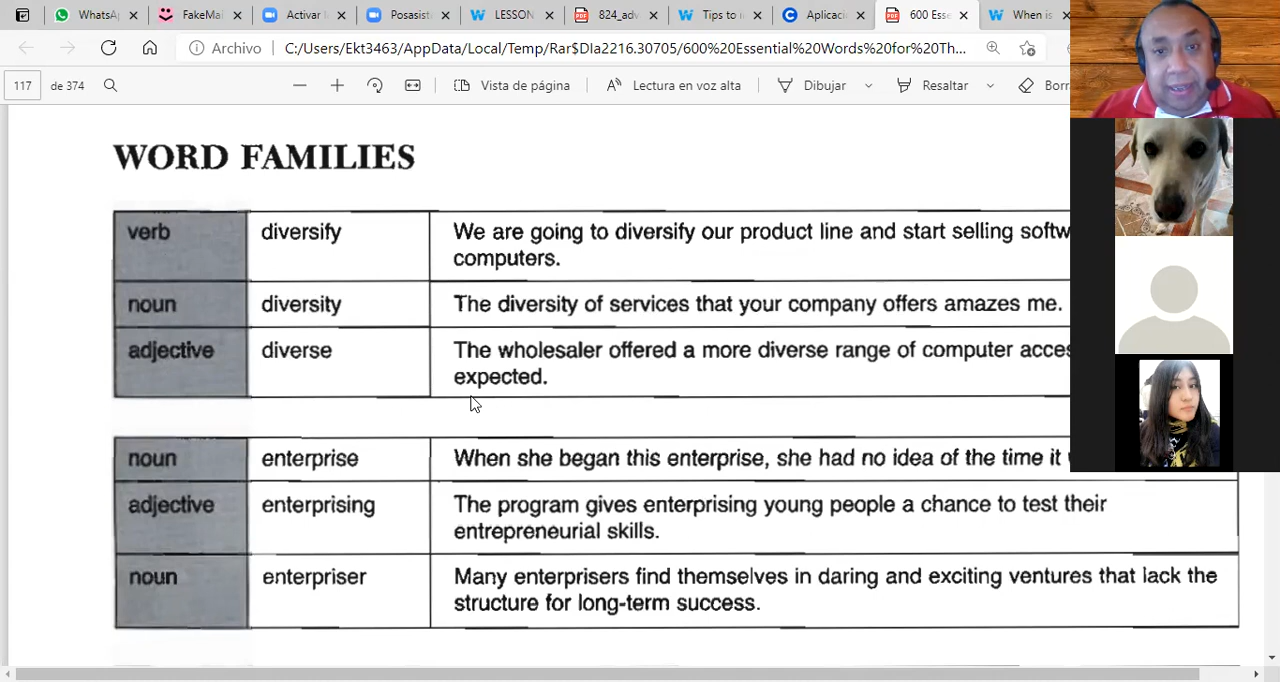 WhatsA
FakeMai
Activar l
Posasist
LESSON
824_adv
Tips to i
Aplicaci
600 Esse
When is
Archivo
C:/Users/Ekt3463/AppData/Local/Temp/Rar$DIa2216.30705/600%20Essential%20Words%20for%20Th...
117 de 374
Vista de página
Lectura en voz alta
Dibujar
Resaltar
Borr
WORD FAMILIES
verb diversify We are going to diversify our product line and start selling softw
computers.
noun diversity The diversity of services that your company offers amazes me.
adjective diverse The wholesaler offered a more diverse range of computer acces
expected.
noun enterprise When she began this enterprise, she had no idea of the time it
adjective enterprising The program gives enterprising young people a chance to test their
entrepreneurial skills.
noun enterpriser Many enterprisers find themselves in daring and exciting ventures that lack the
structure for long-term success.